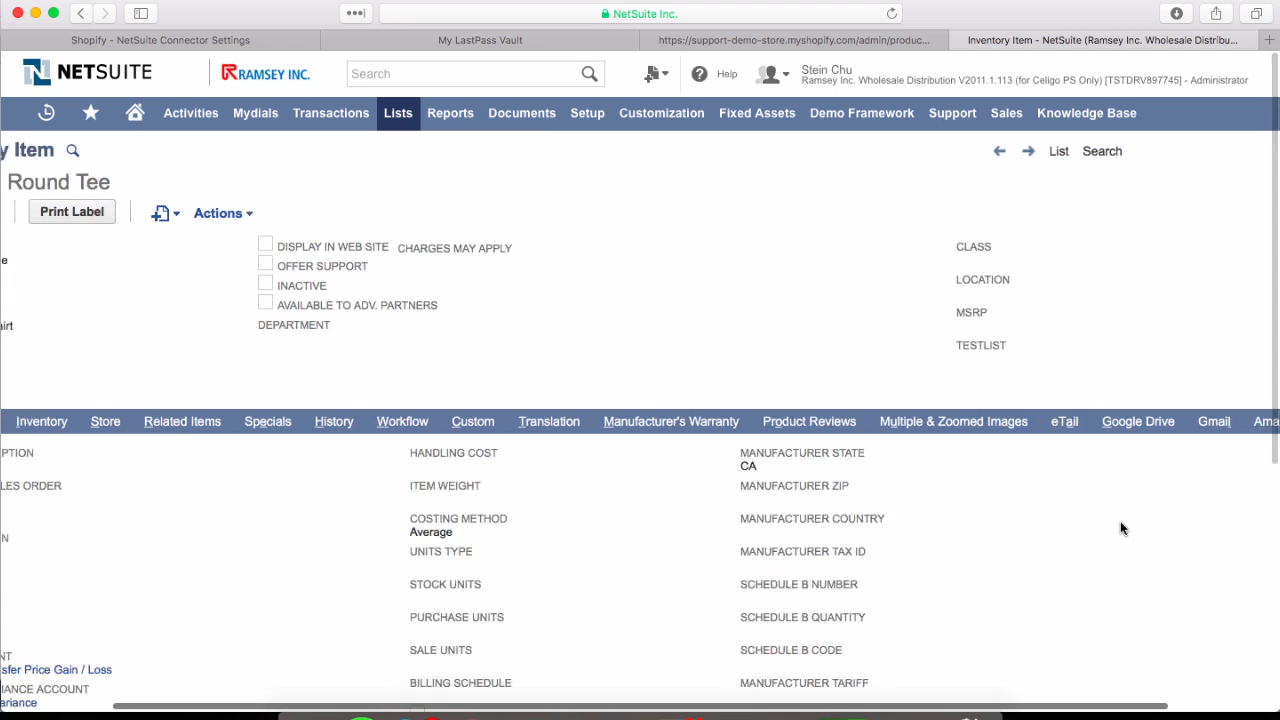 NetSuite Inc.
Shopify - NetSuite Connector Settings
My LastPass Vault
https://support-demo-store.myshopify.com/admin/produc...
Inventory Item - NetSuite (Ramsey Inc. Wholesale Distribu...
NETSUITE
RAMSEY INC.
Search
Help
Stein Chu
Ramsey Inc. Wholesale Distribution V2011.1.113 (for Celigo PS Only) [TSTDRV897745] - Administrator
Activities
Mydials
Transactions
Lists
Reports
Documents
Setup
Customization
Fixed Assets
Demo Framework
Support
Sales
Knowledge Base
y Item
List
Search
Round Tee
Print Label
Actions
DISPLAY IN WEB SITE
CHARGES MAY APPLY
CLASS
e
OFFER SUPPORT
LOCATION
INACTIVE
AVAILABLE TO ADV. PARTNERS
MSRP
irt
DEPARTMENT
TESTLIST
Inventory
Store
Related Items
Specials
History
Workflow
Custom
Translation
Manufacturer's Warranty
Product Reviews
Multiple & Zoomed Images
eTail
Google Drive
Gmail
Ama
PTION
HANDLING COST
MANUFACTURER STATE
CA
LES ORDER
ITEM WEIGHT
MANUFACTURER ZIP
COSTING METHOD
MANUFACTURER COUNTRY
N
Average
UNITS TYPE
MANUFACTURER TAX ID
STOCK UNITS
SCHEDULE B NUMBER
PURCHASE UNITS
SCHEDULE B QUANTITY
NT
SALE UNITS
SCHEDULE B CODE
sfer Price Gain / Loss
IANCE ACCOUNT
BILLING SCHEDULE
MANUFACTURER TARIFF
ariance